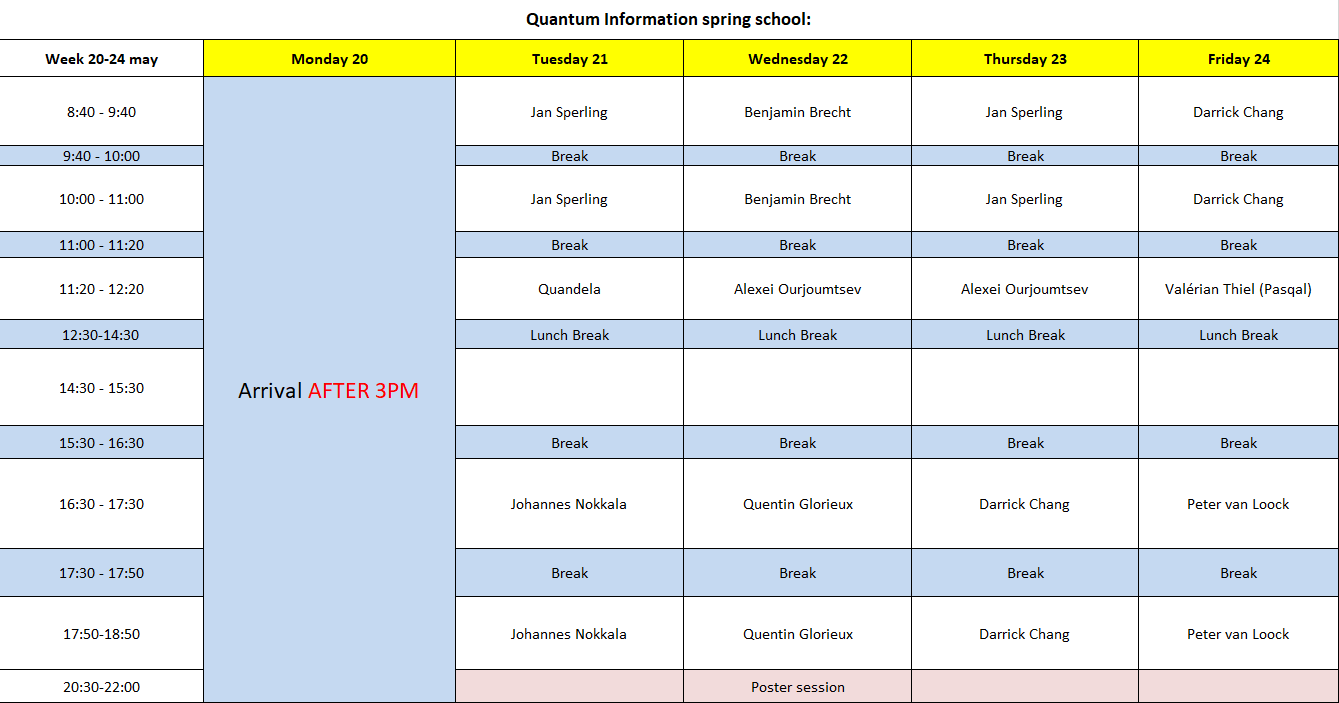 Quantum Information spring school:
Week 20-24 may Monday 20 Tuesday 21 Wednesday 22 Thursday 23 Friday 24
8:40 - 9:40 Jan Sperling Benjamin Brecht Jan Sperling Darrick Chang
9:40 - 10:00 Break Break Break Break
10:00 - 11:00 Jan Sperling Benjamin Brecht Jan Sperling Darrick Chang
11:00 - 11:20 Break Break Break Break
11:20 - 12:20 Quandela Alexei Ourjoumtsev Alexei Ourjoumtsev Valérian Thiel (Pasqal)
12:30-14:30 Lunch Break Lunch Break Lunch Break Lunch Break
14:30 - 15:30 Arrival AFTER 3PM
15:30 - 16:30 Break Break Break Break
16:30 - 17:30 Johannes Nokkala Quentin Glorieux Darrick Chang Peter van Loock
17:30 - 17:50 Break Break Break Break
17:50-18:50 Johannes Nokkala Quentin Glorieux Darrick Chang Peter van Loock
20:30-22:00 Poster session